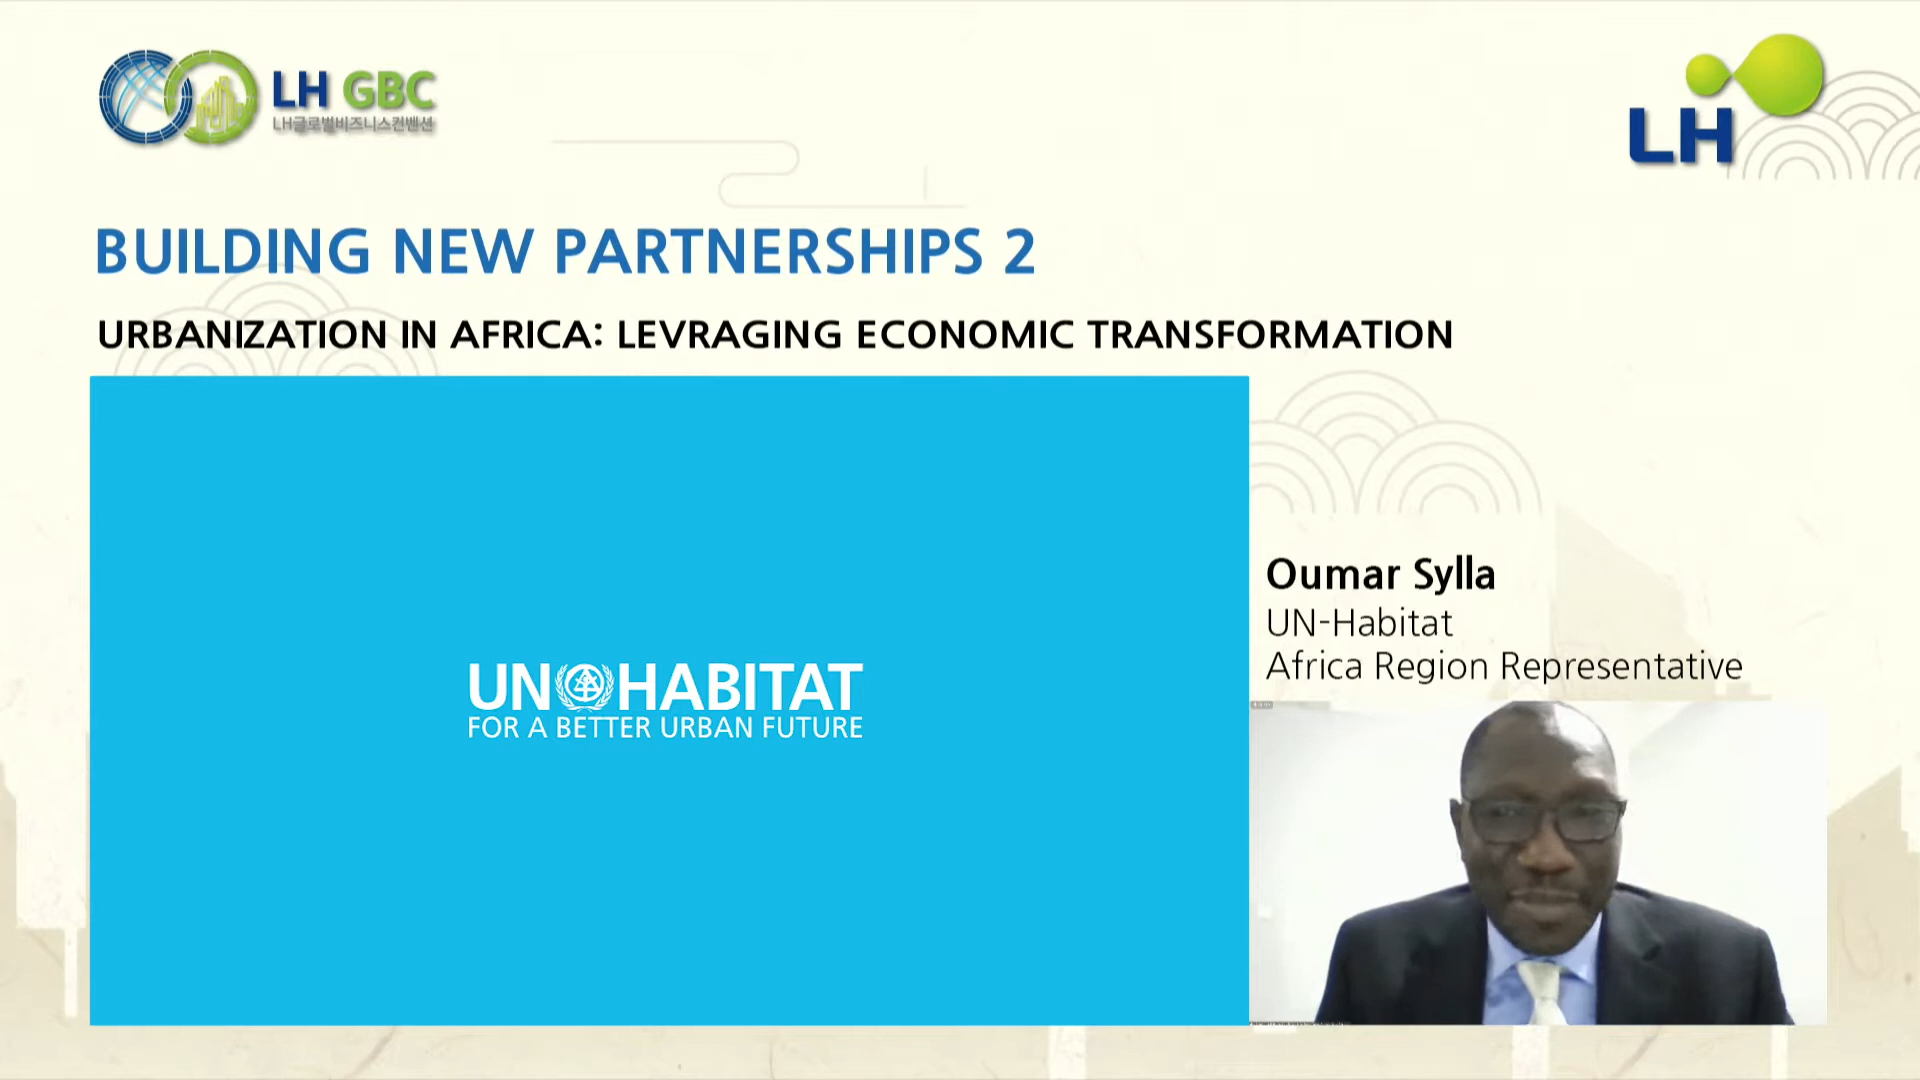 LH GBC
LH글로벌비즈니스컨벤션
LH
BUILDING NEW PARTNERSHIPS 2
URBANIZATION IN AFRICA: LEVRAGING ECONOMIC TRANSFORMATION
UN HABITAT
FOR A BETTER URBAN FUTURE
Oumar Sylla
UN-Habitat
Africa Region Representative